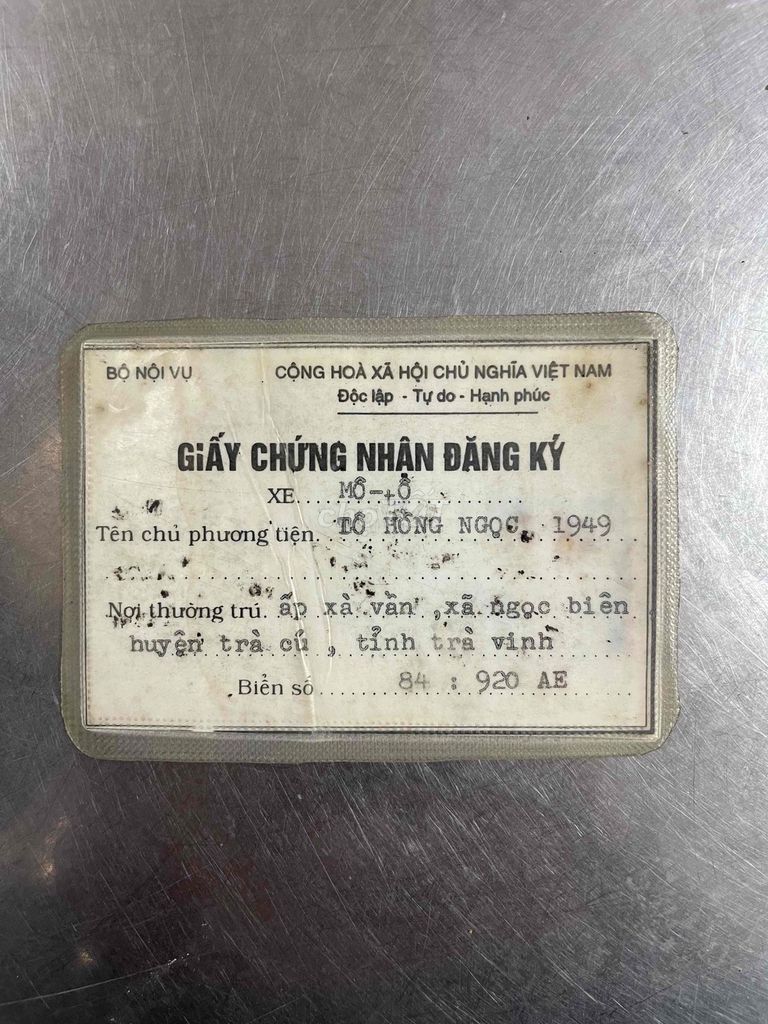 BỘ NỘI VỤ
CỘNG HOÀ XÃ HỘI CHỦ NGHĨA VIỆT NAM
Độc lập - Tự do - Hạnh phúc
GIẤY CHỨNG NHẬN ĐĂNG KÝ
XE.... MÔ-tÔ
Tên chủ phương tiện. TÔ HỒNG NGỌC, 1949
Nơi thường trú. ấp xà vần ,xã ngọc biên
huyện trà cú , tỉnh trà vinh
Biển số...... 84 : 920 AE